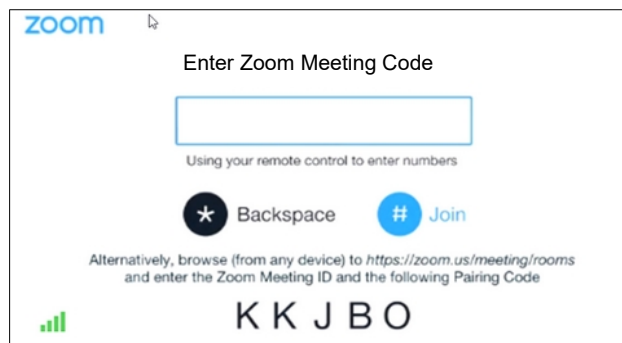 zoom
Enter Zoom Meeting Code
Using your remote control to enter numbers
* Backspace # Join
Alternatively, browse (from any device) to https://zoom.us/meeting/rooms
and enter the Zoom Meeting ID and the following Pairing Code
K K J B O